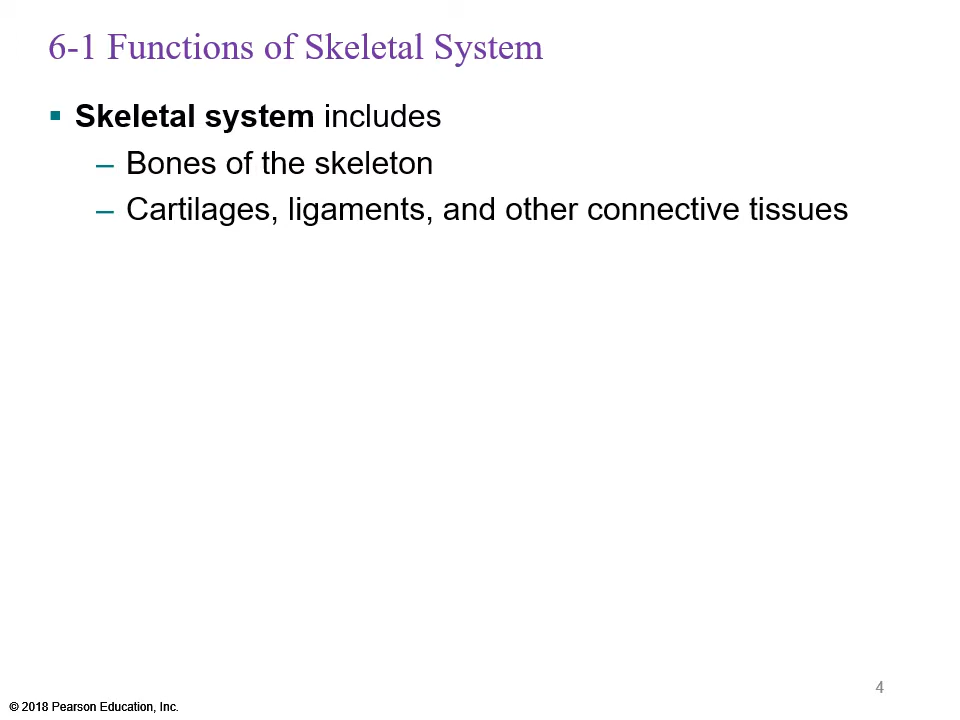 6-1 Functions of Skeletal System
▪ Skeletal system includes
– Bones of the skeleton
– Cartilages, ligaments, and other connective tissues
4
© 2018 Pearson Education, Inc.